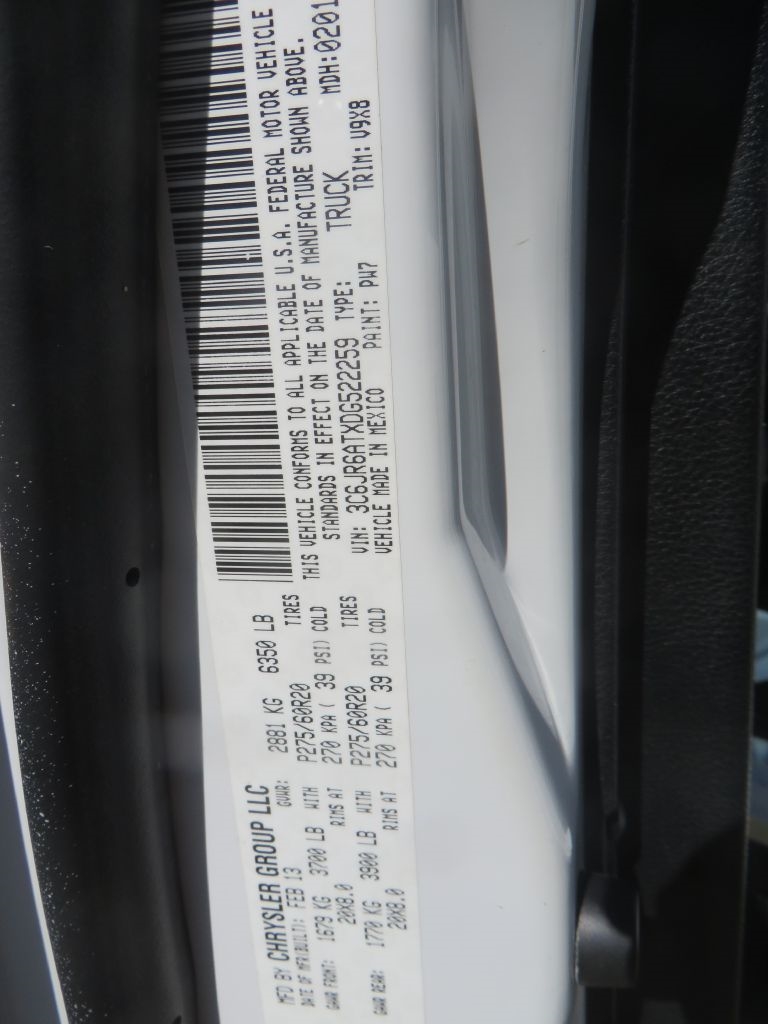 MFD BY CHRYSLER GROUP LLC
DATE OF MFR(BUILT): FEB 13 GVWR: 2881 KG 6350 LB
GAWR FRONT: 1679 KG 3700 LB WITH P275/60R20 TIRES
20X8.0 RIMS AT 270 KPA ( 39 PSI) COLD
GAWR REAR: 1770 KG 3900 LB WITH P275/60R20 TIRES
20X8.0 RIMS AT 270 KPA ( 39 PSI) COLD
THIS VEHICLE CONFORMS TO ALL APPLICABLE U.S.A. FEDERAL MOTOR VEHICLE
STANDARDS IN EFFECT ON THE DATE OF MANUFACTURE SHOWN ABOVE.
VIN: 3C6JR6ATXDG522259 TYPE: TRUCK MDH:0201
VEHICLE MADE IN MEXICO PAINT: PW7 TRIM: V9X8